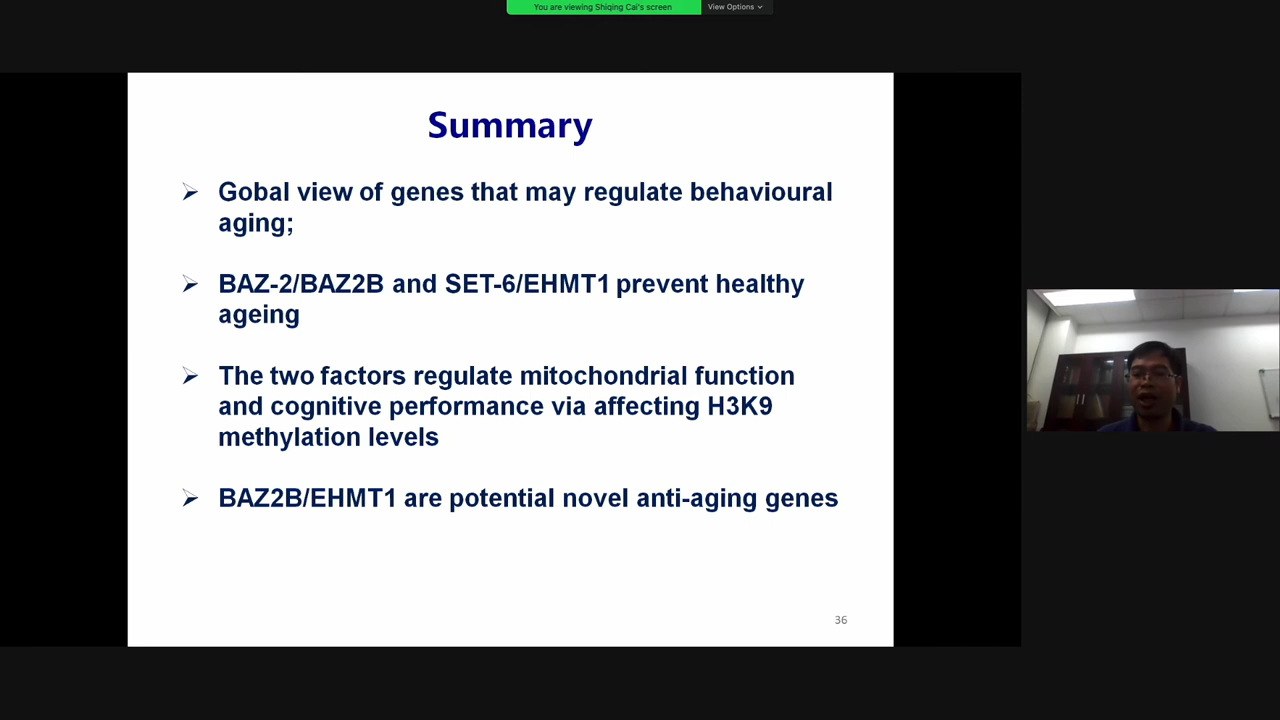 You are viewing Shiqing Cai's screen
View Options
Summary
Gobal view of genes that may regulate behavioural
aging;
BAZ-2/BAZ2B and SET-6/EHMT1 prevent healthy
ageing
The two factors regulate mitochondrial function
and cognitive performance via affecting H3K9
methylation levels
BAZ2B/EHMT1 are potential novel anti-aging genes
36